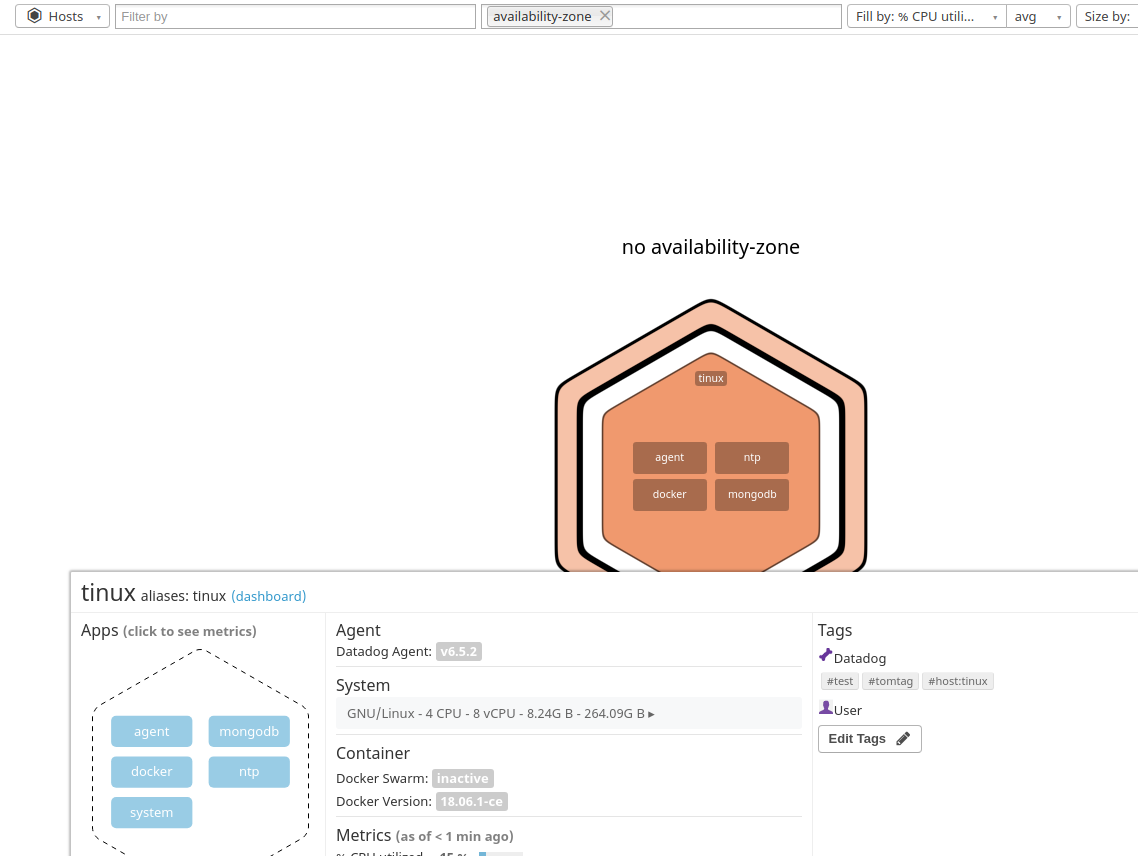 Hosts
Filter by
availability-zone
Fill by: % CPU utili...
avg
Size by:
no availability-zone
tinux
agent
ntp
docker
mongodb
tinux aliases: tinux (dashboard)
Apps (click to see metrics)
agent
mongodb
docker
ntp
system
Agent
Datadog Agent: v6.5.2
System
GNU/Linux - 4 CPU - 8 vCPU - 8.24G B - 264.09G B ▸
Container
Docker Swarm: inactive
Docker Version: 18.06.1-ce
Metrics (as of < 1 min ago)
% CPU utilized 15 %
Tags
Datadog
#test
#tomtag
#host:tinux
User
Edit Tags